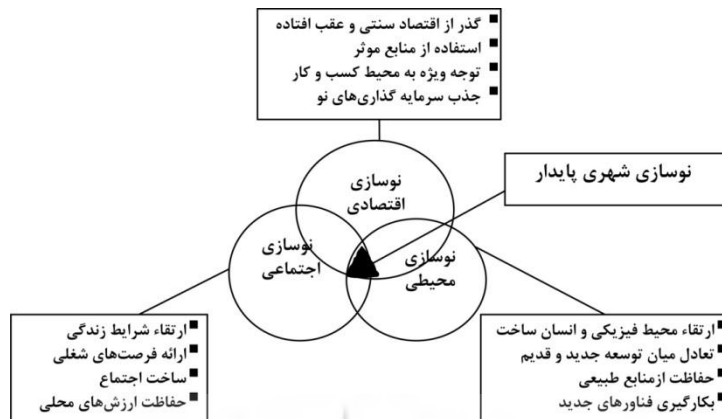 ■ گذر از اقتصاد سنتی و عقب افتاده
■ استفاده از منابع موثر
■ توجه ویژه به محیط کسب و کار
■ جذب سرمایه گذاری‌های نو
نوسازی
اقتصادی
نوسازی شهری پایدار
نوسازی
محیطی
نوسازی
اجتماعی
■ ارتقاء محیط فیزیکی و انسان ساخت
■ تعادل میان توسعه جدید و قدیم
■ حفاظت ازمنابع طبیعی
■ بکارگیری فناورهای جدید
■ ارتقاء شرایط زندگی
■ ارائه فرصت‌های شغلی
■ ساخت اجتماع
■ حفاظت ارزش‌های محلی